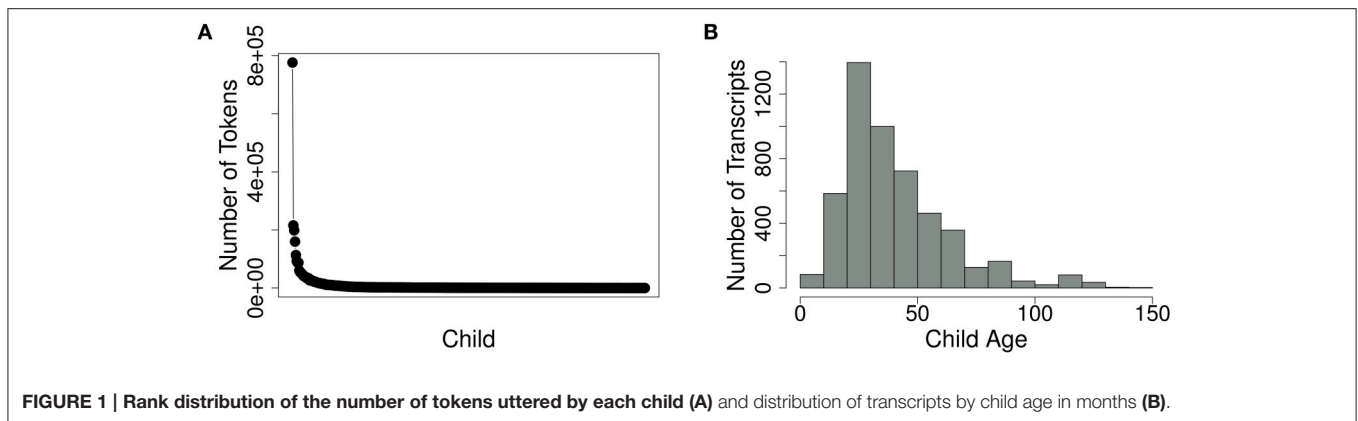 A
Number of Tokens
8e+05
4e+05
0e+00
Child
B
Number of Transcripts
1200
800
400
0
0 50 100 150
Child Age
FIGURE 1 | Rank distribution of the number of tokens uttered by each child (A) and distribution of transcripts by child age in months (B).